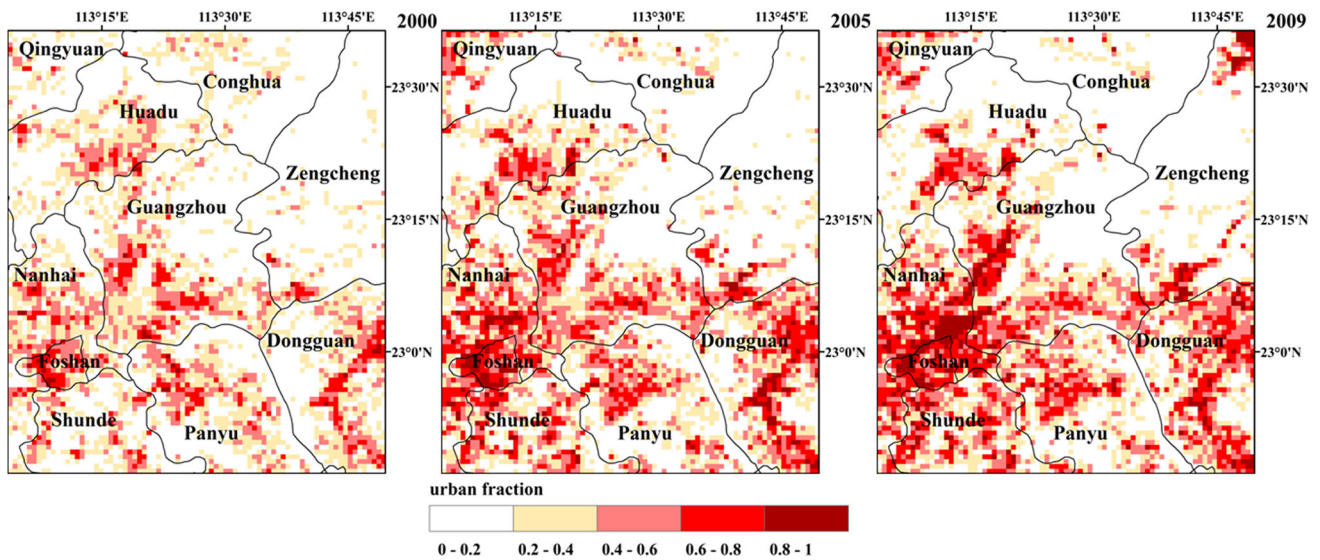 113°15'E 113°30'E 113°45'E 2000
113°15'E 113°30'E 113°45'E 2005
113°15'E 113°30'E 113°45'E 2009
Qingyuan
Conghua
Huadu
Zengcheng
Guangzhou
Nanhai
Dongguan
Foshan
Shunde
Panyu
23°30'N
23°15'N
23°0'N
Qingyuan
Conghua
Huadu
Zengcheng
Guangzhou
Nanhai
Dongguan
Foshan
Shunde
Panyu
23°30'N
23°15'N
23°0'N
Qingyuan
Conghua
Huadu
Zengcheng
Guangzhou
Nanhai
Dongguan
Foshan
Shunde
Panyu
23°30'N
23°15'N
23°0'N
urban fraction
0 - 0.2 0.2 - 0.4 0.4 - 0.6 0.6 - 0.8 0.8 - 1